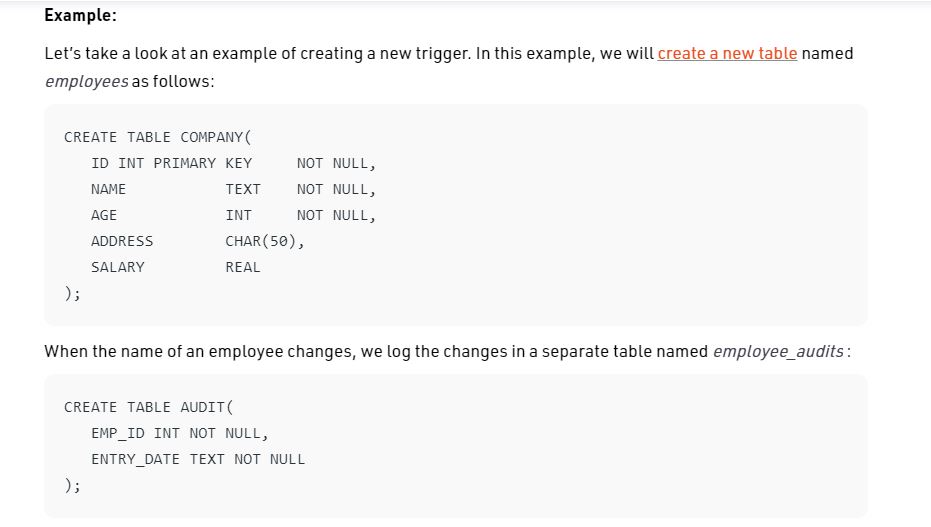 Example:
Let's take a look at an example of creating a new trigger. In this example, we will create a new table named
employees as follows:
CREATE TABLE COMPANY(
   ID INT PRIMARY KEY     NOT NULL,
   NAME           TEXT    NOT NULL,
   AGE            INT     NOT NULL,
   ADDRESS        CHAR(50),
   SALARY         REAL
);
When the name of an employee changes, we log the changes in a separate table named employee_audits :
CREATE TABLE AUDIT(
   EMP_ID INT NOT NULL,
   ENTRY_DATE TEXT NOT NULL
);